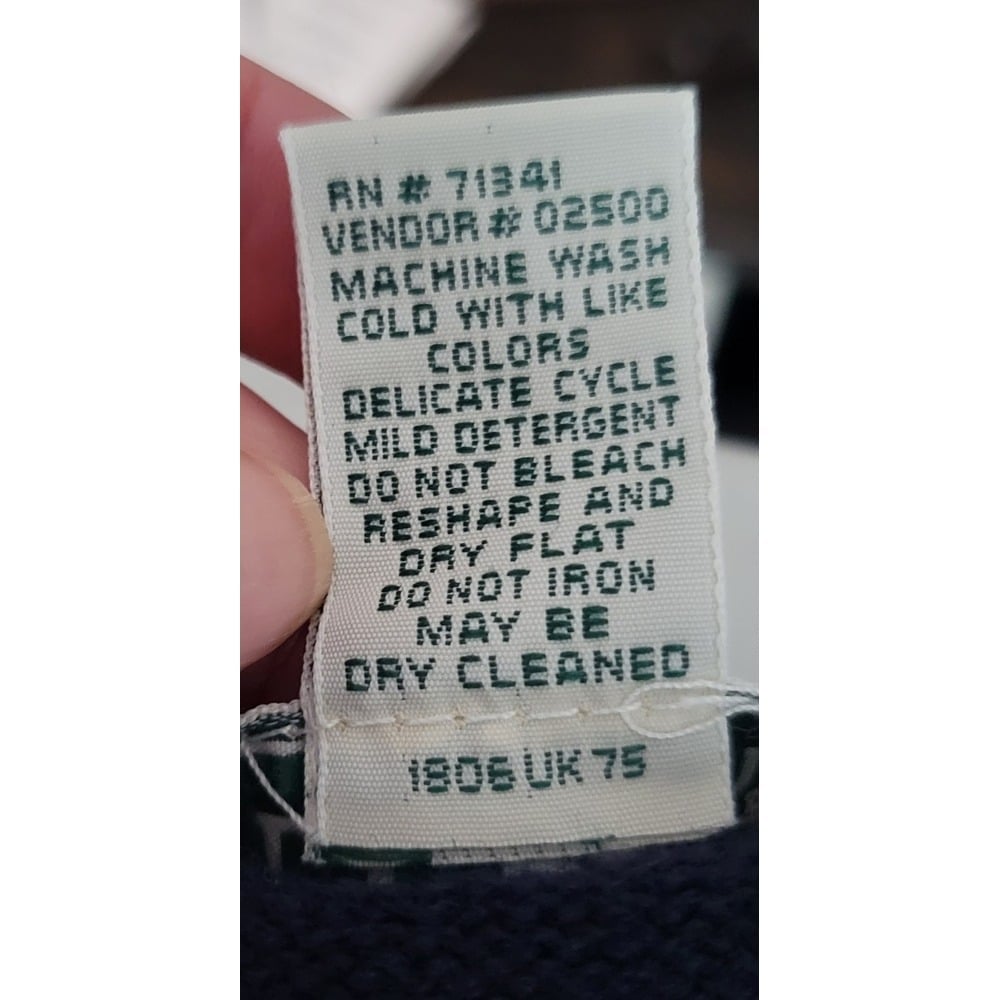 RN # 71341
VENDOR # 02500
MACHINE WASH
COLD WITH LIKE
COLORS
DELICATE CYCLE
MILD DETERGENT
DO NOT BLEACH
RESHAPE AND
DRY FLAT
DO NOT IRON
MAY BE
DRY CLEANED
1806 UK 75